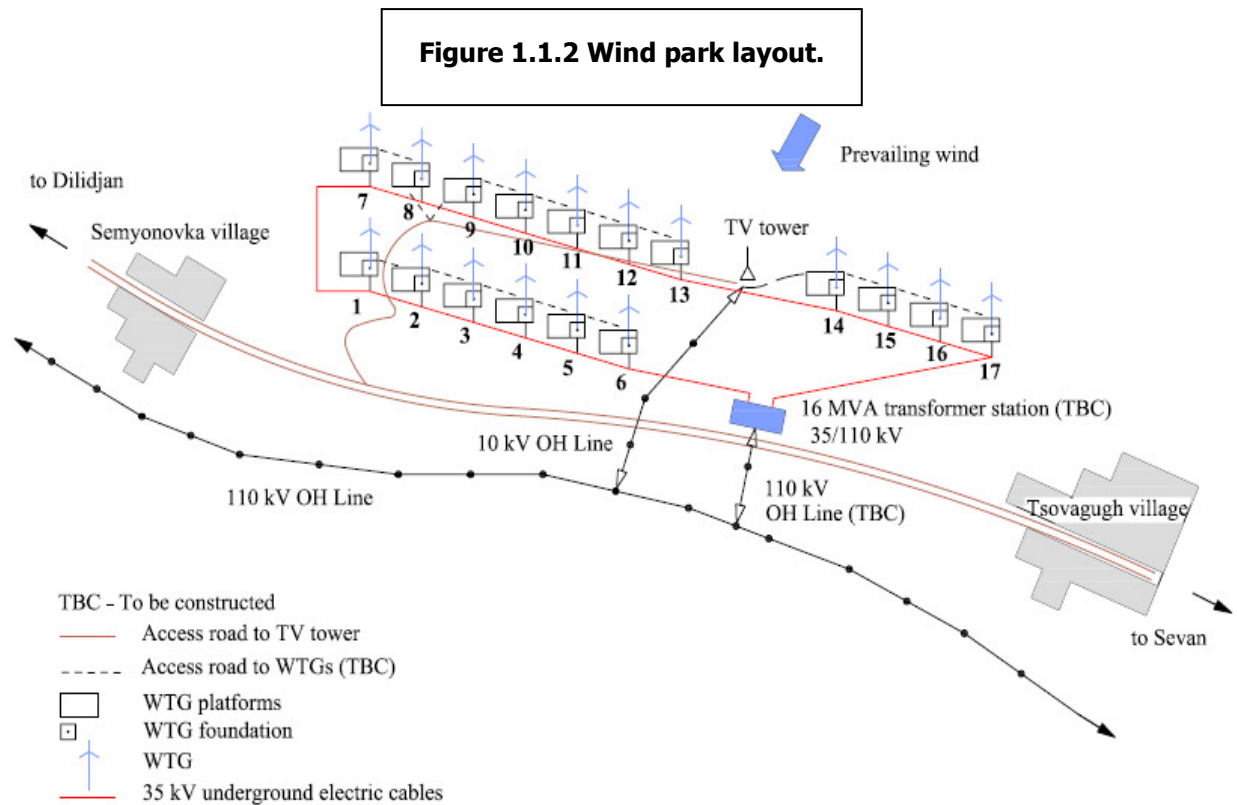 Figure 1.1.2 Wind park layout.
Prevailing wind
to Dilidjan
Semyonovka village
TV tower
7
8
9
10
11
12
13
14
15
16
17
1
2
3
4
5
6
16 MVA transformer station (TBC)
35/110 kV
10 kV OH Line
110 kV OH Line
110 kV
OH Line (TBC)
Tsovagugh village
to Sevan
TBC - To be constructed
Access road to TV tower
Access road to WTGs (TBC)
WTG platforms
WTG foundation
WTG
35 kV underground electric cables